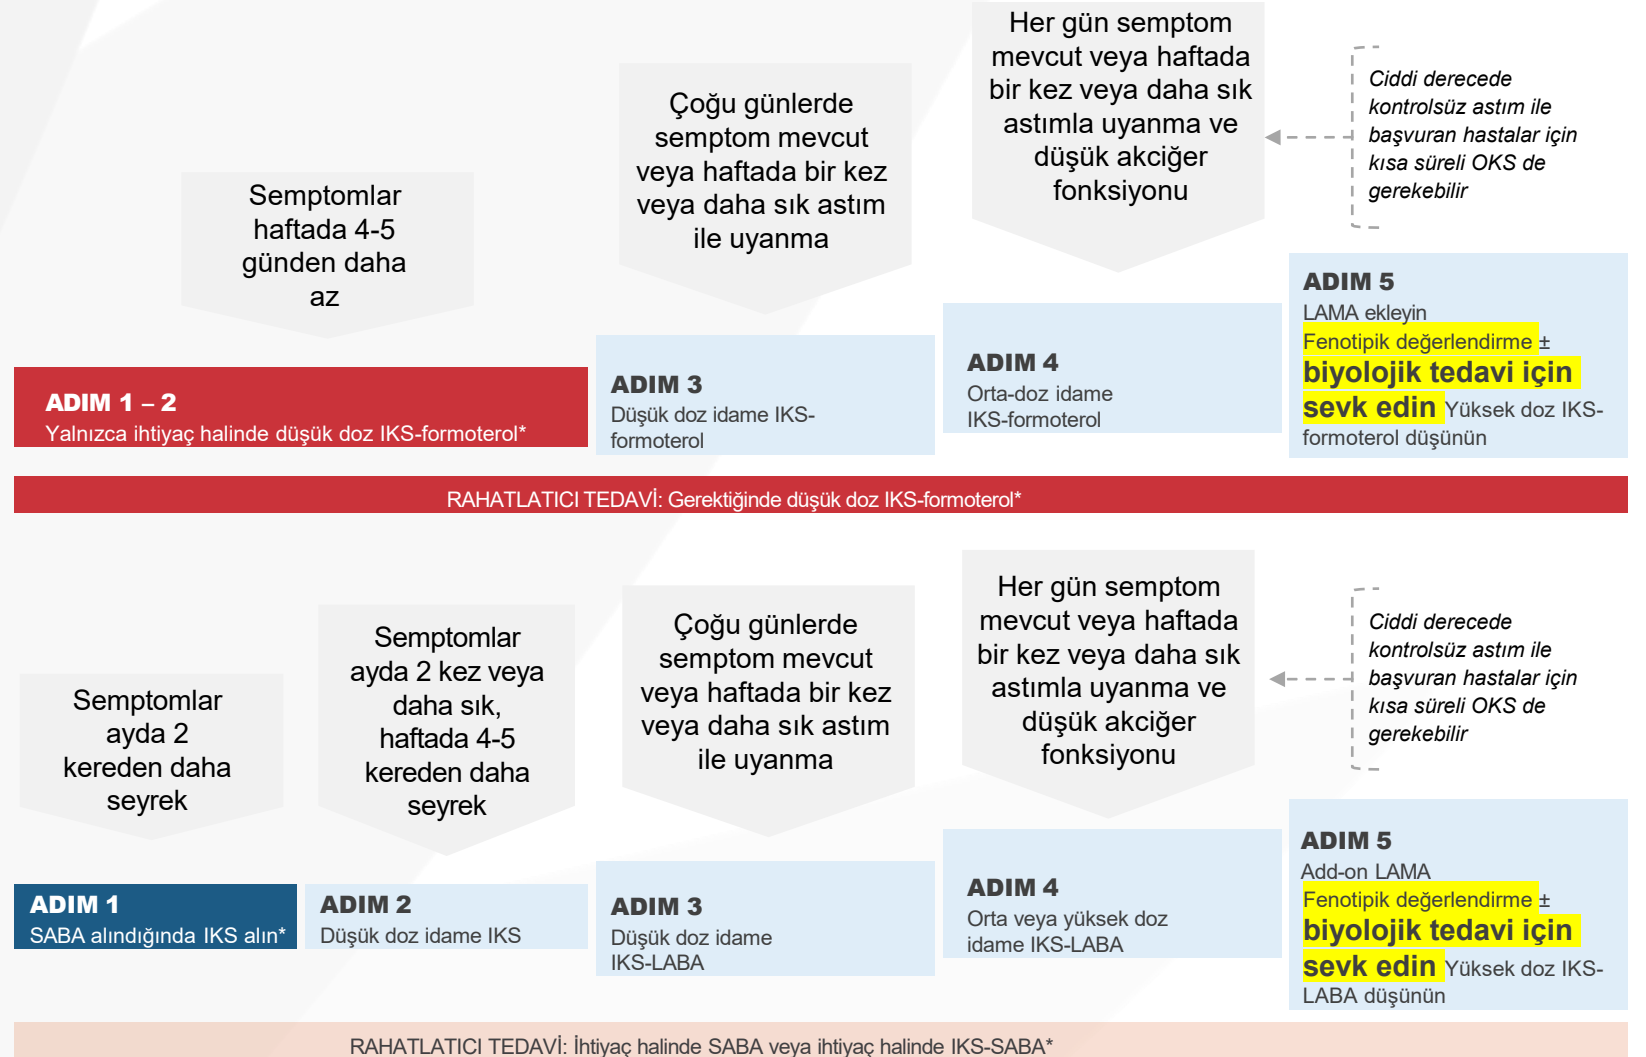 Semptomlar
haftada 4-5
günden daha
az
Çoğu günlerde
semptom mevcut
veya haftada bir kez
veya daha sık astım
ile uyanma
Her gün semptom
mevcut veya haftada
bir kez veya daha sık
astımla uyanma ve
düşük akciğer
fonksiyonu
Ciddi derecede
kontrolsüz astım ile
başvuran hastalar için
kısa süreli OKS de
gerekebilir
ADIM 1 – 2
Yalnızca ihtiyaç halinde düşük doz IKS-formoterol*
ADIM 3
Düşük doz idame IKS-
formoterol
ADIM 4
Orta-doz idame
IKS-formoterol
ADIM 5
LAMA ekleyin
Fenotipik değerlendirme ±
biyolojik tedavi için
sevk edin Yüksek doz IKS-
formoterol düşünün
RAHATLATICI TEDAVİ: Gerektiğinde düşük doz IKS-formoterol*
Semptomlar
ayda 2
kereden daha
seyrek
Semptomlar
ayda 2 kez veya
daha sık,
haftada 4-5
kereden daha
seyrek
Çoğu günlerde
semptom mevcut
veya haftada bir kez
veya daha sık astım
ile uyanma
Her gün semptom
mevcut veya haftada
bir kez veya daha sık
astımla uyanma ve
düşük akciğer
fonksiyonu
Ciddi derecede
kontrolsüz astım ile
başvuran hastalar için
kısa süreli OKS de
gerekebilir
ADIM 1
SABA alındığında IKS alın*
ADIM 2
Düşük doz idame IKS
ADIM 3
Düşük doz idame
IKS-LABA
ADIM 4
Orta veya yüksek doz
idame IKS-LABA
ADIM 5
Add-on LAMA
Fenotipik değerlendirme ±
biyolojik tedavi için
sevk edin Yüksek doz IKS-
LABA düşünün
RAHATLATICI TEDAVİ: İhtiyaç halinde SABA veya ihtiyaç halinde IKS-SABA*